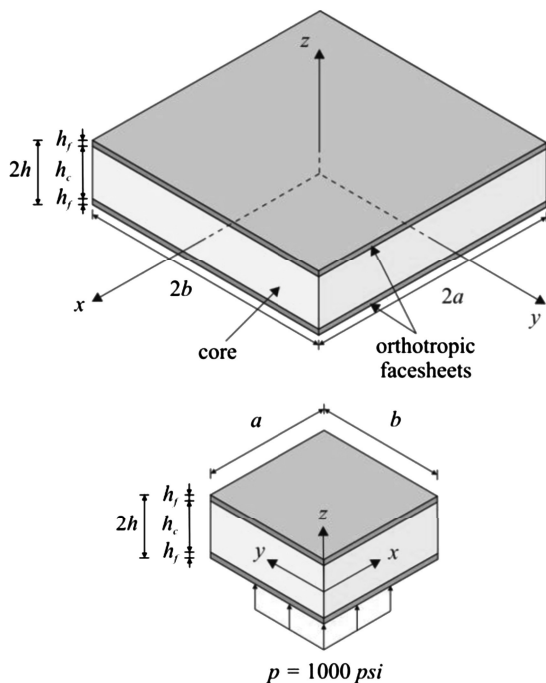 z
h_f
2h
h_c
h_f
x
2b
core
2a
y
orthotropic
facesheets
a
b
h_f
2h
h_c
h_f
z
y
x
p = 1000 psi